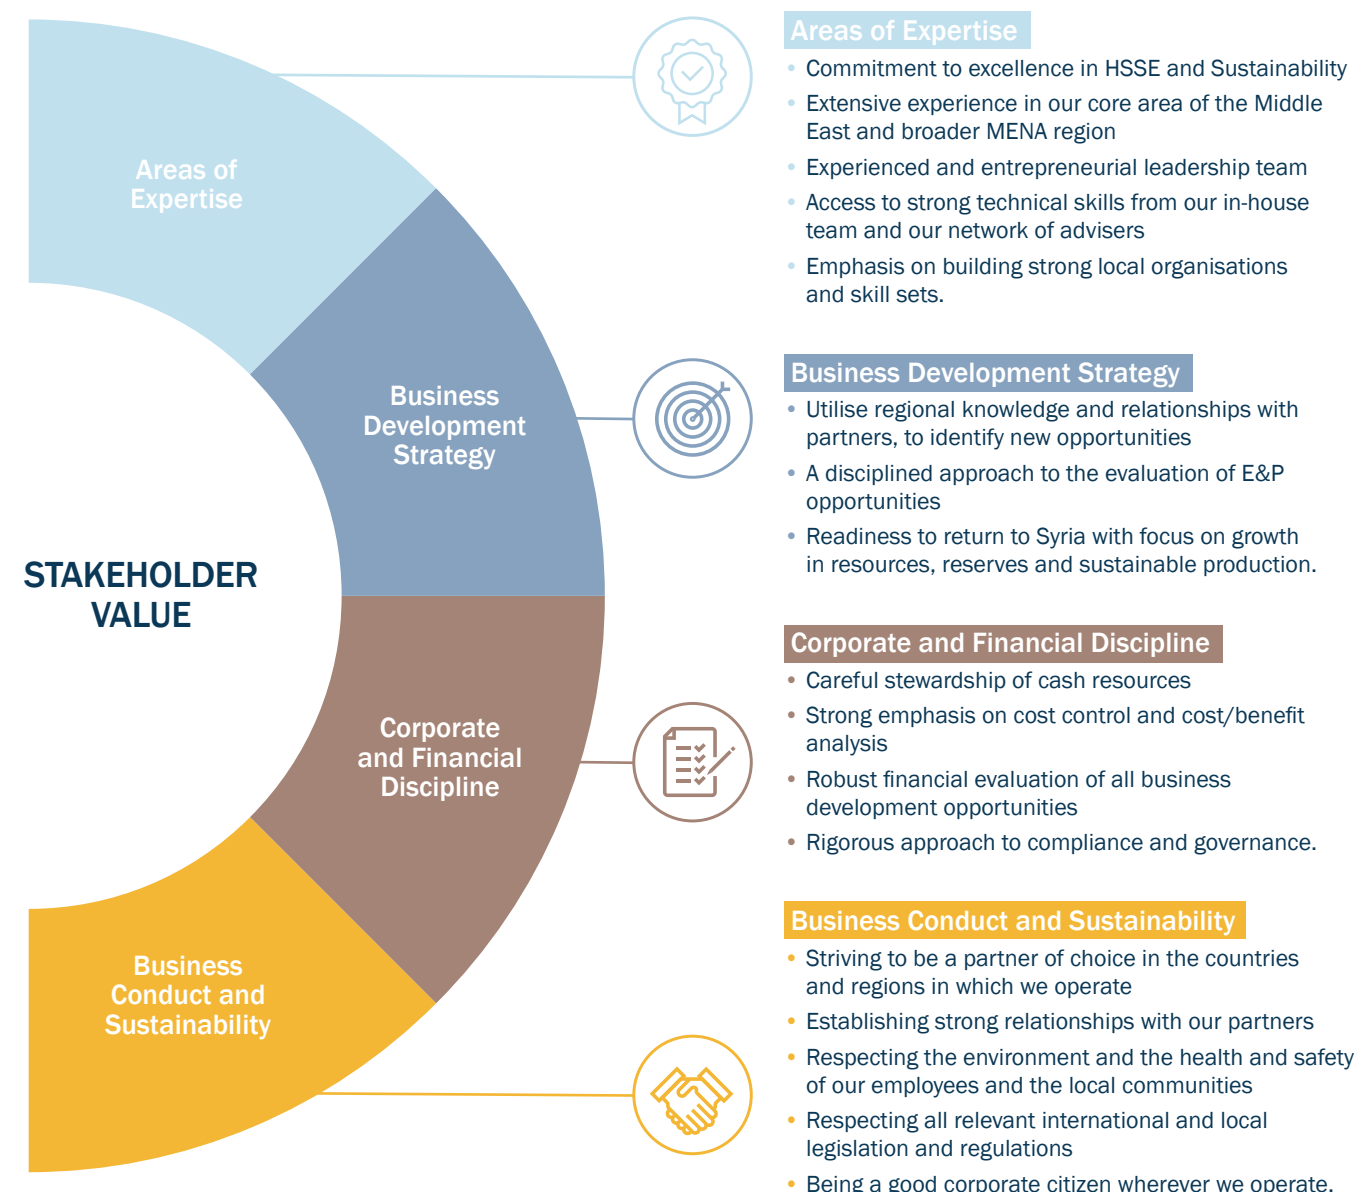 Areas of
Expertise
Business
Development
Strategy
STAKEHOLDER
VALUE
Corporate
and Financial
Discipline
Business
Conduct and
Sustainability
Areas of Expertise
• Commitment to excellence in HSSE and Sustainability
• Extensive experience in our core area of the Middle
East and broader MENA region
• Experienced and entrepreneurial leadership team
• Access to strong technical skills from our in-house
team and our network of advisers
• Emphasis on building strong local organisations
and skill sets.
Business Development Strategy
• Utilise regional knowledge and relationships with
partners, to identify new opportunities
• A disciplined approach to the evaluation of E&P
opportunities
• Readiness to return to Syria with focus on growth
in resources, reserves and sustainable production.
Corporate and Financial Discipline
• Careful stewardship of cash resources
• Strong emphasis on cost control and cost/benefit
analysis
• Robust financial evaluation of all business
development opportunities
• Rigorous approach to compliance and governance.
Business Conduct and Sustainability
• Striving to be a partner of choice in the countries
and regions in which we operate
• Establishing strong relationships with our partners
• Respecting the environment and the health and safety
of our employees and the local communities
• Respecting all relevant international and local
legislation and regulations
• Being a good corporate citizen wherever we operate.